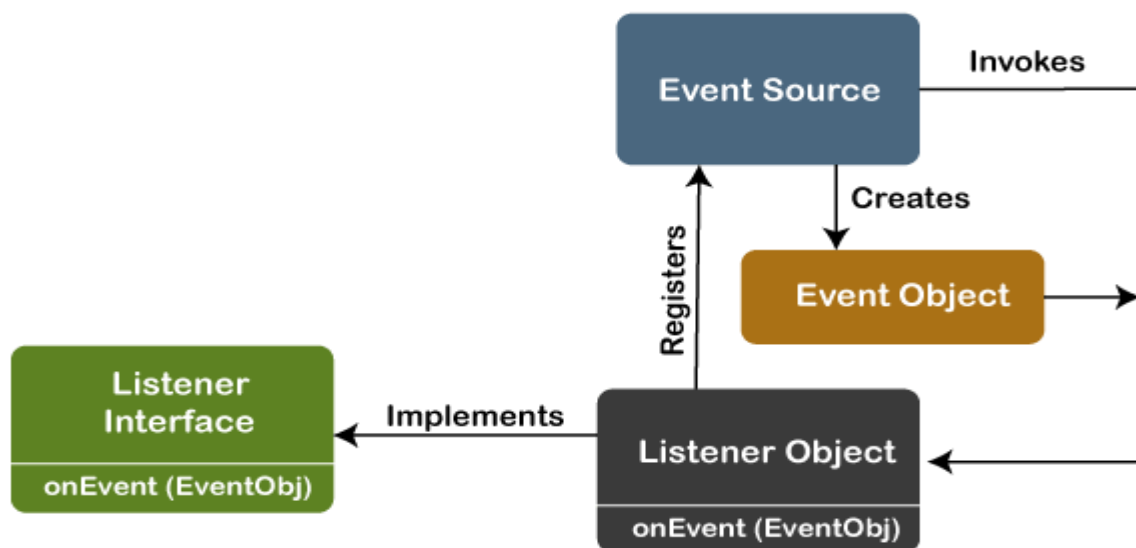 Event Source
Invokes
Creates
Registers
Event Object
Listener
Interface
onEvent (EventObj)
Implements
Listener Object
onEvent (EventObj)